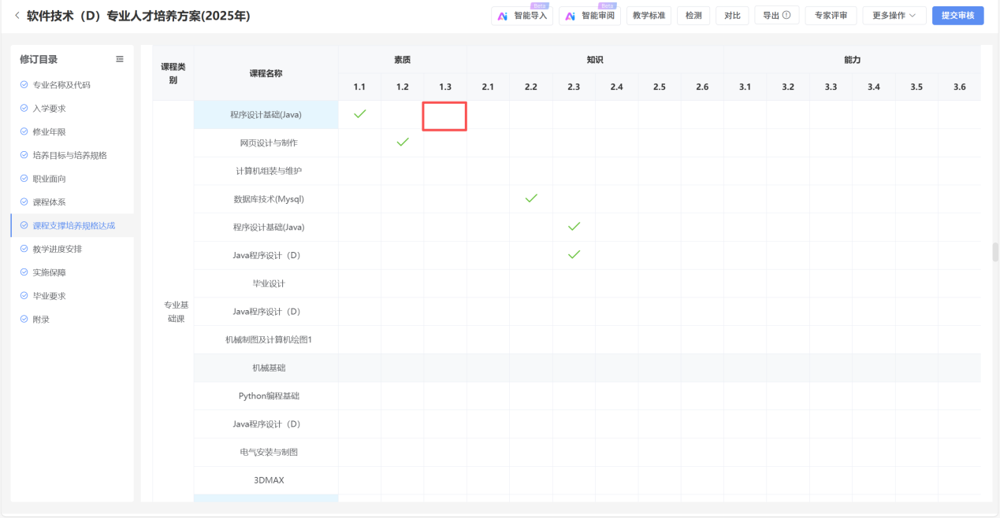 软件技术（D）专业人才培养方案(2025年)
智能导入 Beta
智能审阅 Beta
教学标准
检测
对比
导出
专家评审
更多操作
提交审核
修订目录
专业名称及代码
入学要求
修业年限
培养目标与培养规格
职业面向
课程体系
课程支撑培养规格达成
教学进度安排
实施保障
毕业要求
附录
课程类别
课程名称
素质
知识
能力
1.1 1.2 1.3 2.1 2.2 2.3 2.4 2.5 2.6 3.1 3.2 3.3 3.4 3.5 3.6
专业基础课
程序设计基础(Java)
网页设计与制作
计算机组装与维护
数据库技术(Mysql)
程序设计基础(Java)
Java程序设计（D）
毕业设计
Java程序设计（D）
机械制图及计算机绘图1
机械基础
Python编程基础
Java程序设计（D）
电气安装与制图
3DMAX